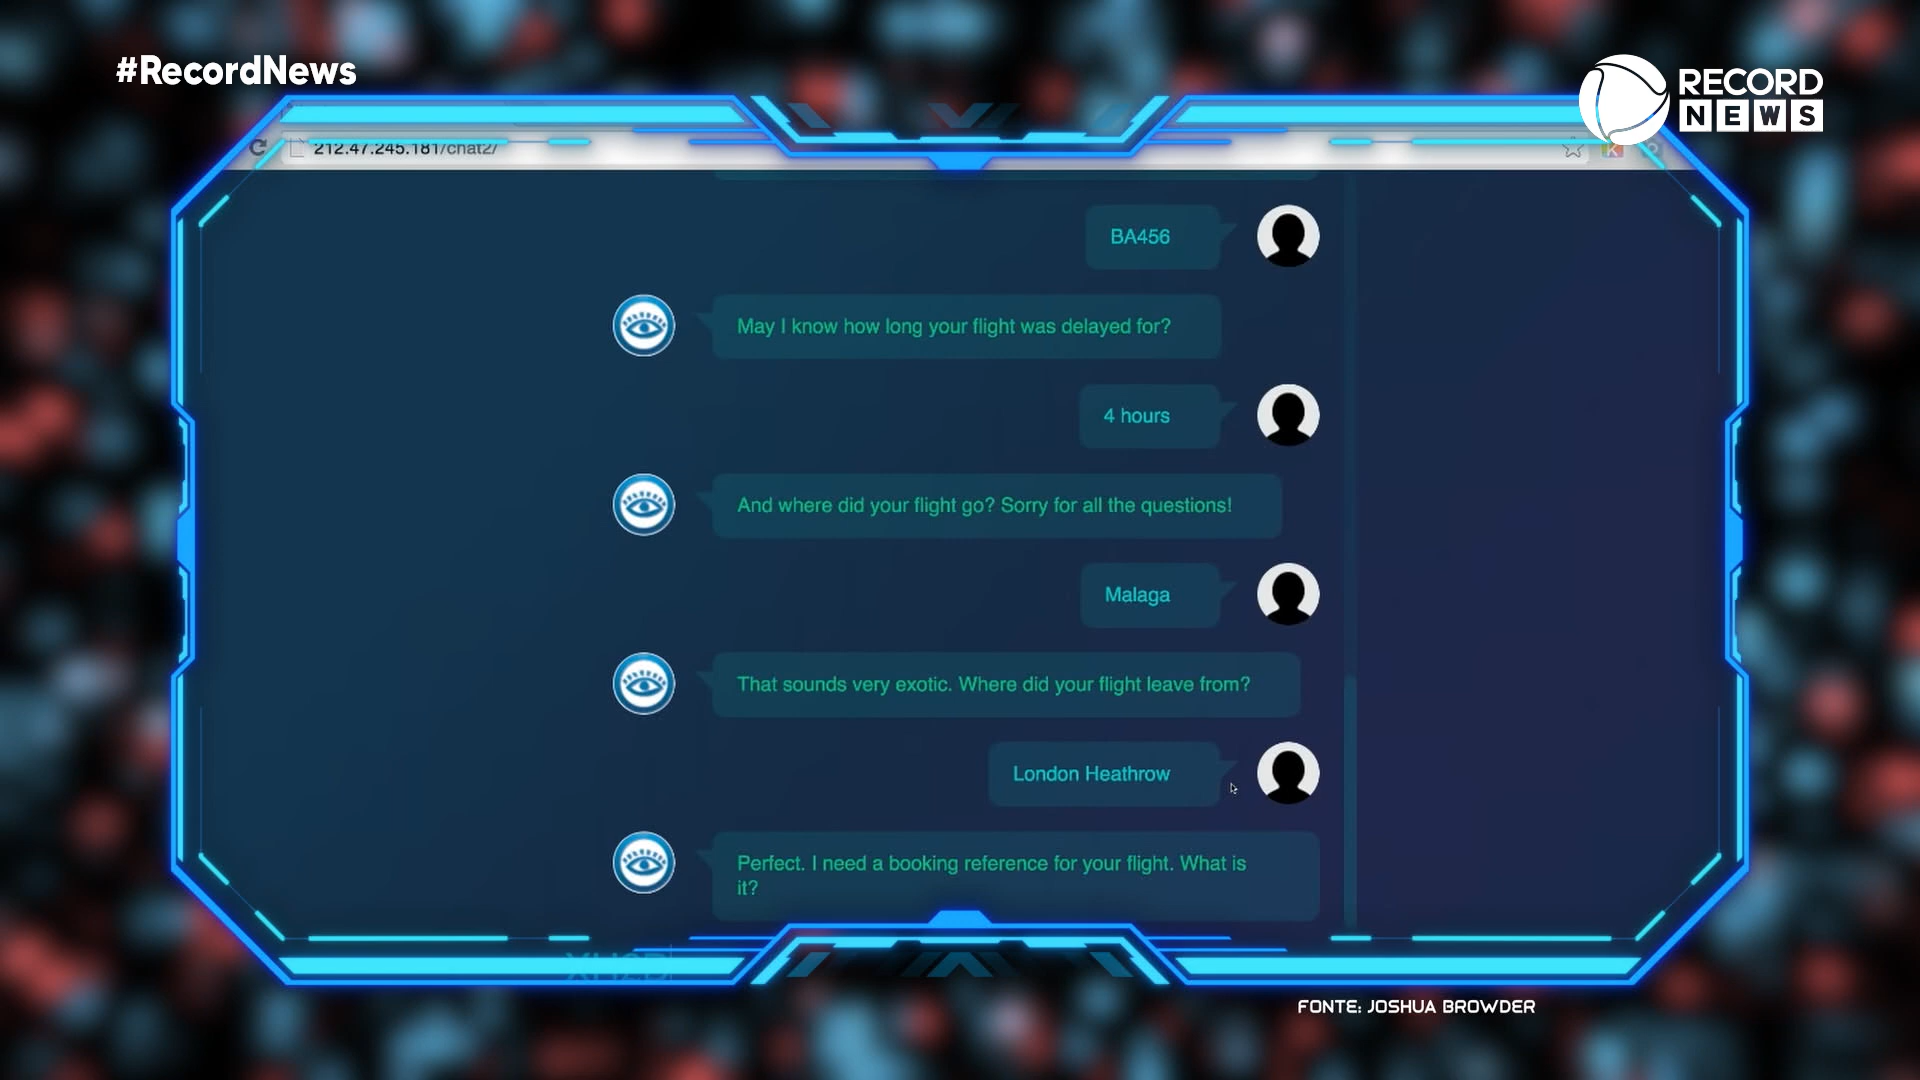 #RecordNews
RECORD
NEWS
212.47.245.181/chat2/
BA456
May I know how long your flight was delayed for?
4 hours
And where did your flight go? Sorry for all the questions!
Malaga
That sounds very exotic. Where did your flight leave from?
London Heathrow
Perfect. I need a booking reference for your flight. What is
it?
FONTE: JOSHUA BROWDER